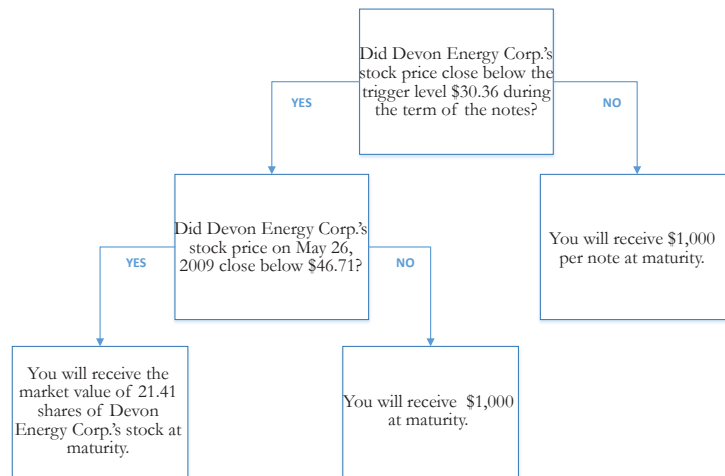 Did Devon Energy Corp.'s
stock price close below the
trigger level $30.36 during
the term of the notes?
YES
NO
Did Devon Energy Corp.'s
stock price on May 26,
2009 close below $46.71?
You will receive $1,000
per note at maturity.
YES
NO
You will receive the
market value of 21.41
shares of Devon
Energy Corp.'s stock at
maturity.
You will receive $1,000
at maturity.